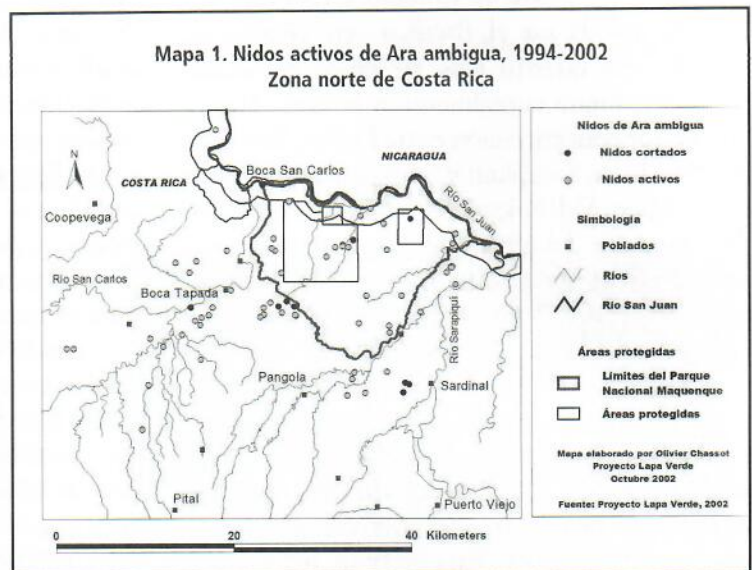 Mapa 1. Nidos activos de Ara ambigua, 1994-2002
Zona norte de Costa Rica
N
COSTA RICA
Boca San Carlos
NICARAGUA
Río San Juan
Coopevega
Río San Carlos
Boca Tapada
Río Sarapiquí
Pangola
Sardinal
Pital
Puerto Viejo
0 20 40 Kilometers
Nidos de Ara ambigua
Nidos cortados
Nidos activos
Simbología
Poblados
Ríos
Río San Juan
Áreas protegidas
Límites del Parque
Nacional Maquenque
Áreas protegidas
Mapa elaborado por Olivier Chassot
Proyecto Lapa Verde
Octubre 2002
Fuente: Proyecto Lapa Verde, 2002